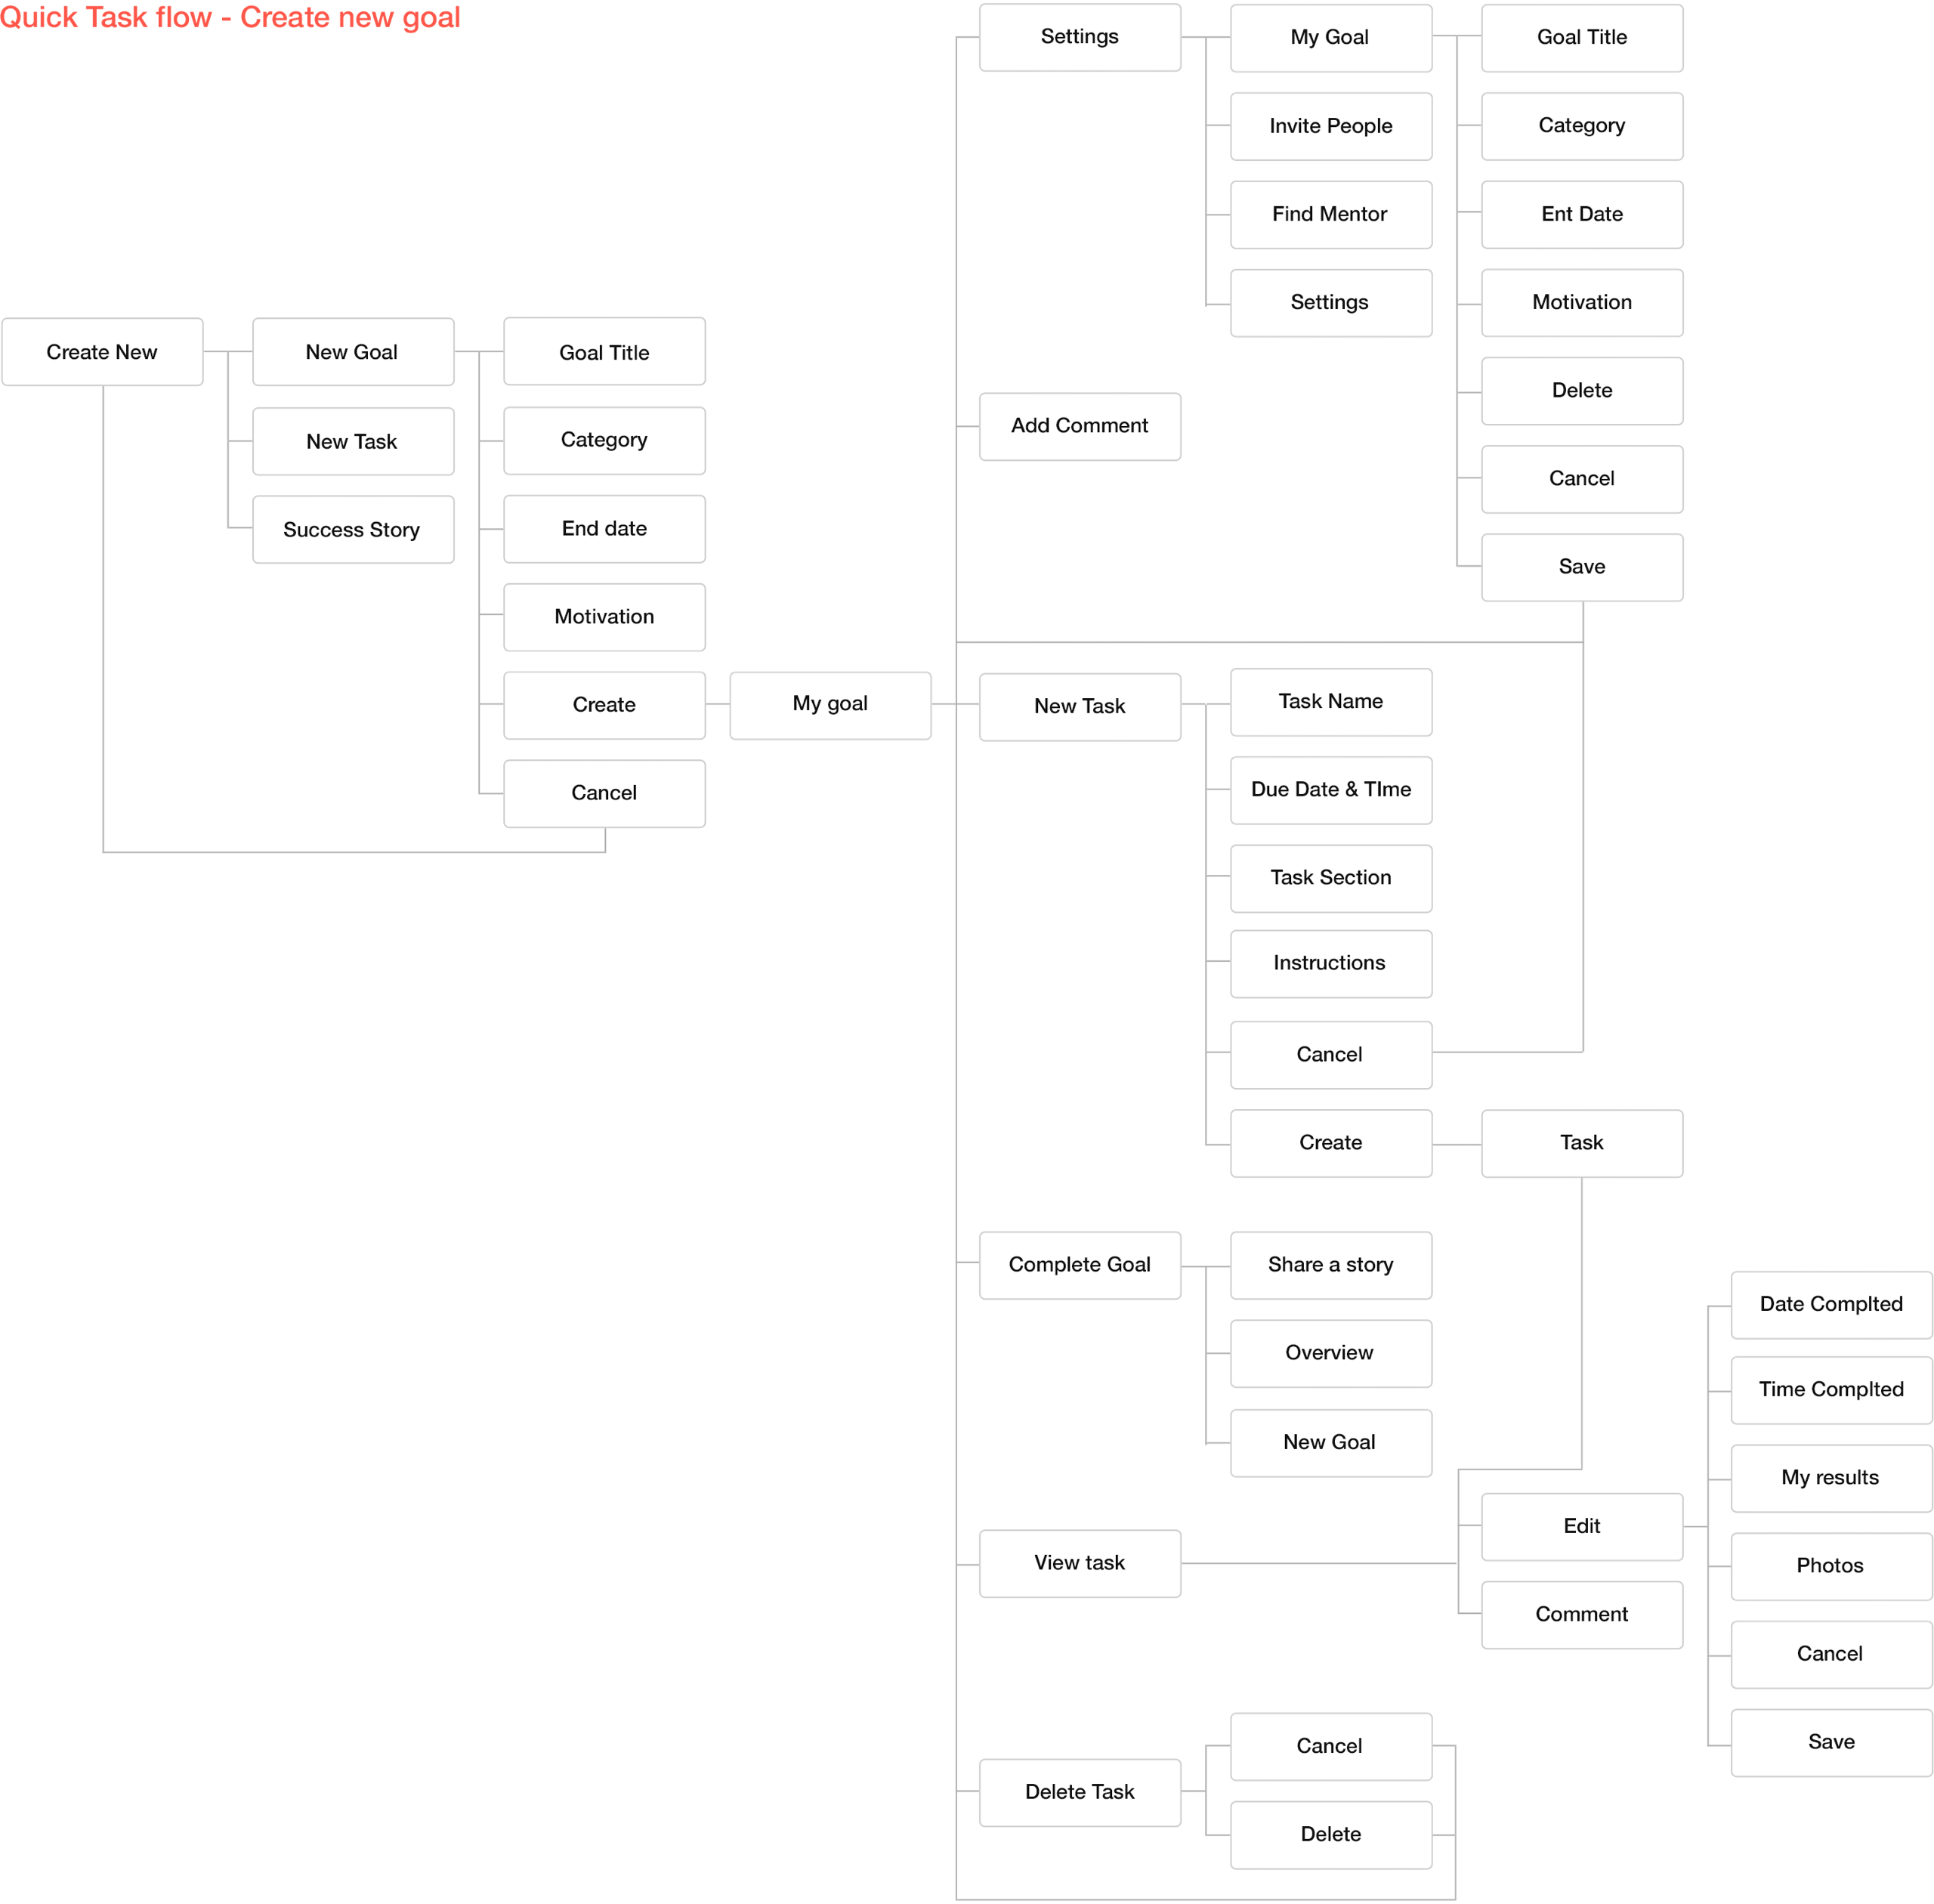 Quick Task flow - Create new goal
Create New
New Goal
New Task
Success Story
Goal Title
Category
End date
Motivation
Create
Cancel
My goal
Settings
My Goal
Invite People
Find Mentor
Settings
Goal Title
Category
Ent Date
Motivation
Delete
Cancel
Save
Add Comment
New Task
Task Name
Due Date & TIme
Task Section
Instructions
Cancel
Create
Task
Complete Goal
Share a story
Overview
New Goal
View task
Edit
Comment
Date Complted
Time Complted
My results
Photos
Cancel
Save
Delete Task
Cancel
Delete